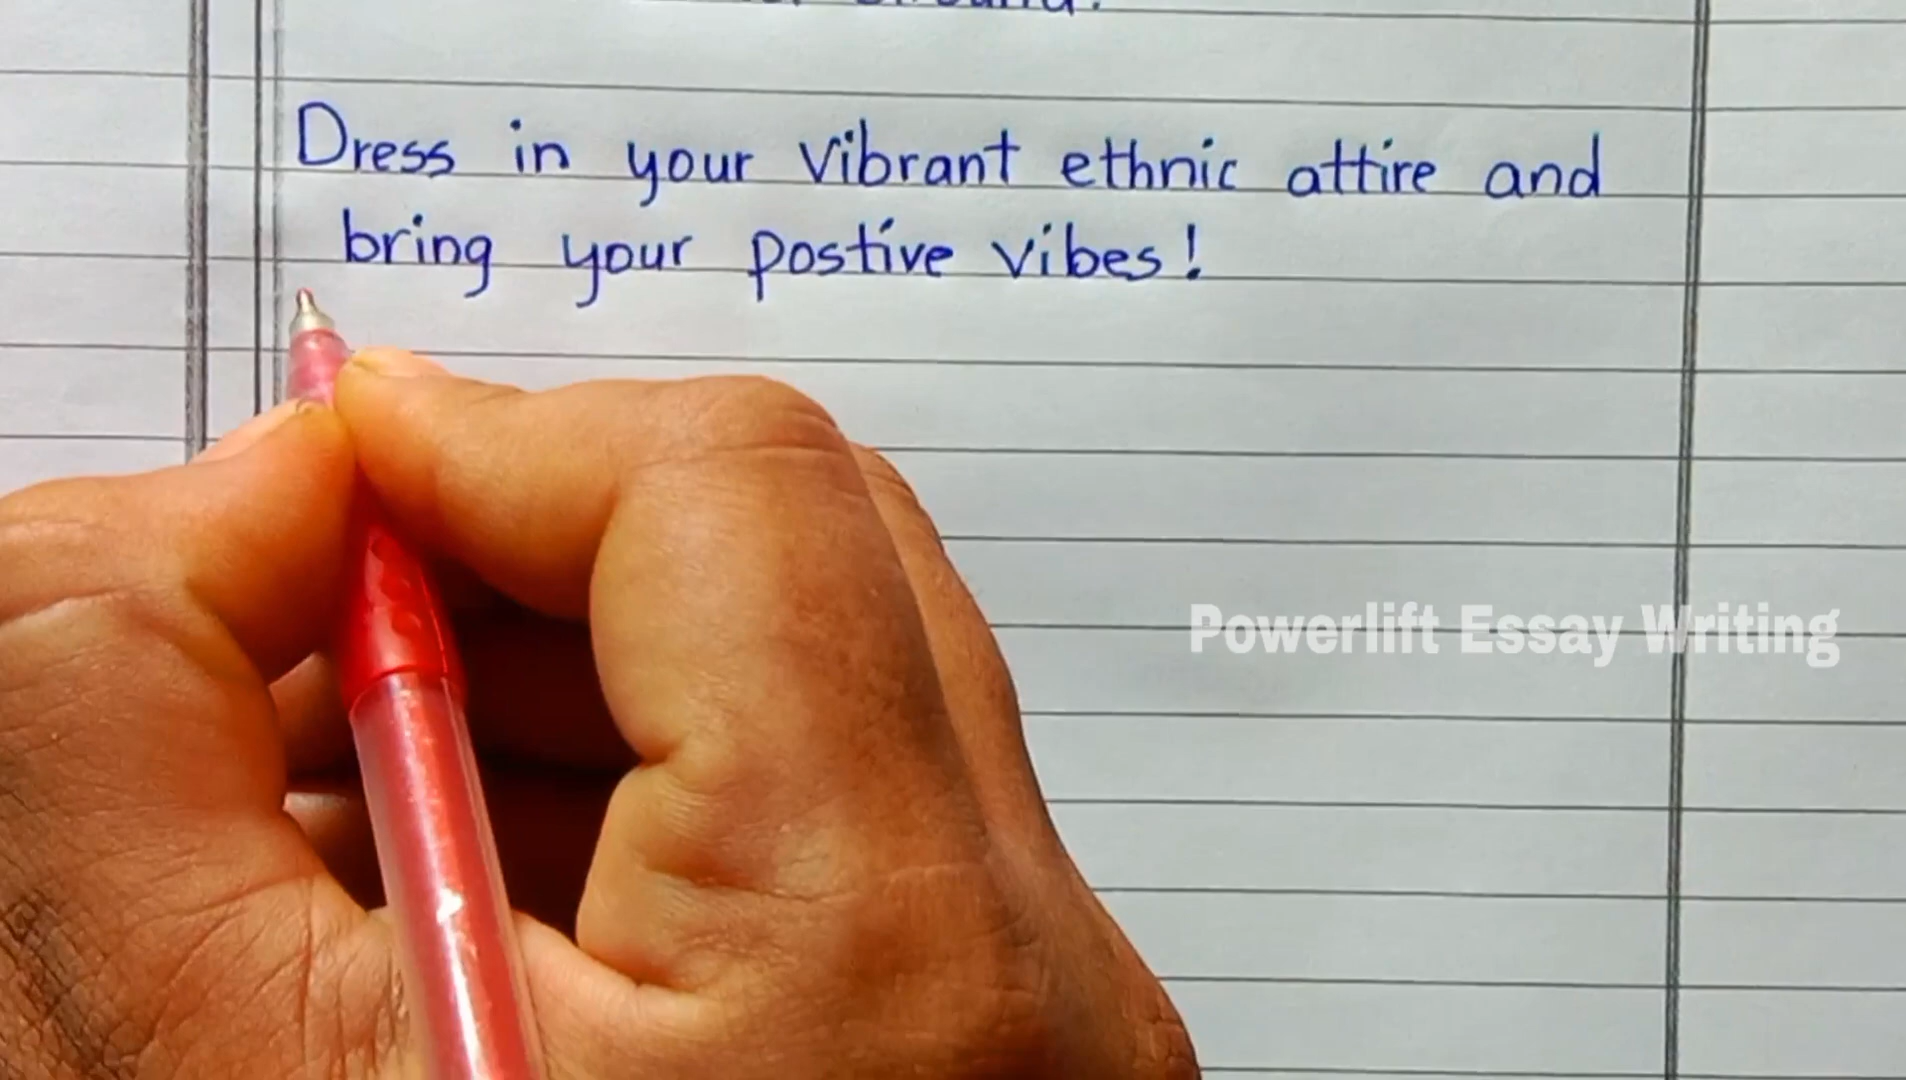 Dress in your vibrant ethnic attire and
bring your postive vibes!
Powerlift Essay Writing